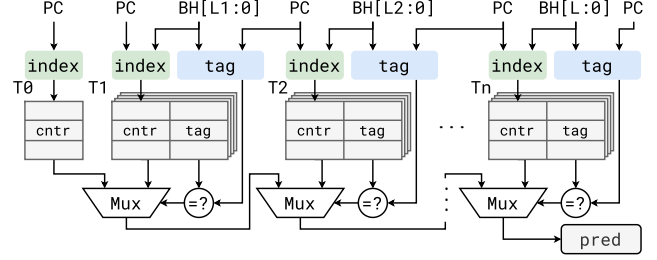 PC PC BH[L1:0] PC BH[L2:0] PC BH[L:0] PC
index index tag index tag index tag
T0 T1 T2 Tn
cntr cntr tag cntr tag ... cntr tag
Mux =? Mux =? Mux =?
pred